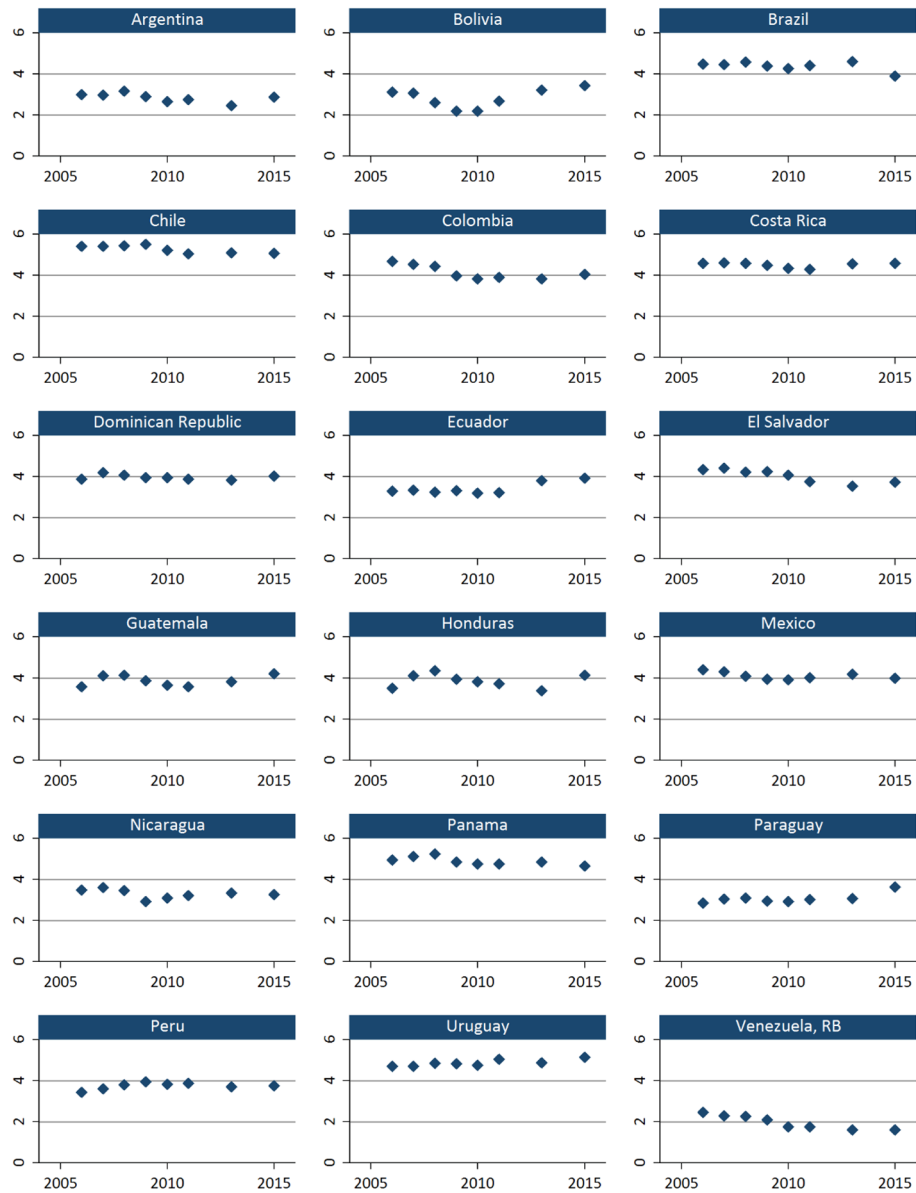 Argentina Bolivia Brazil
6 6 6
4 4 4
2 2 2
0 0 0
2005 2010 2015 2005 2010 2015 2005 2010 2015
Chile Colombia Costa Rica
6 6 6
4 4 4
2 2 2
0 0 0
2005 2010 2015 2005 2010 2015 2005 2010 2015
Dominican Republic Ecuador El Salvador
6 6 6
4 4 4
2 2 2
0 0 0
2005 2010 2015 2005 2010 2015 2005 2010 2015
Guatemala Honduras Mexico
6 6 6
4 4 4
2 2 2
0 0 0
2005 2010 2015 2005 2010 2015 2005 2010 2015
Nicaragua Panama Paraguay
6 6 6
4 4 4
2 2 2
0 0 0
2005 2010 2015 2005 2010 2015 2005 2010 2015
Peru Uruguay Venezuela, RB
6 6 6
4 4 4
2 2 2
0 0 0
2005 2010 2015 2005 2010 2015 2005 2010 2015